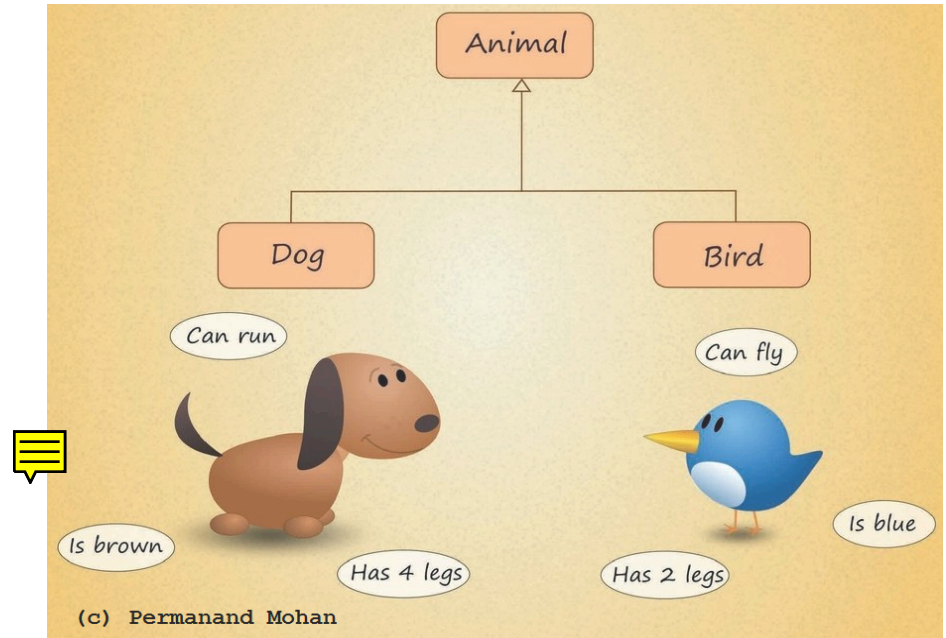 Animal
Dog
Bird
Can run
Can fly
Is brown
Has 4 legs
Has 2 legs
Is blue
(c) Permanand Mohan